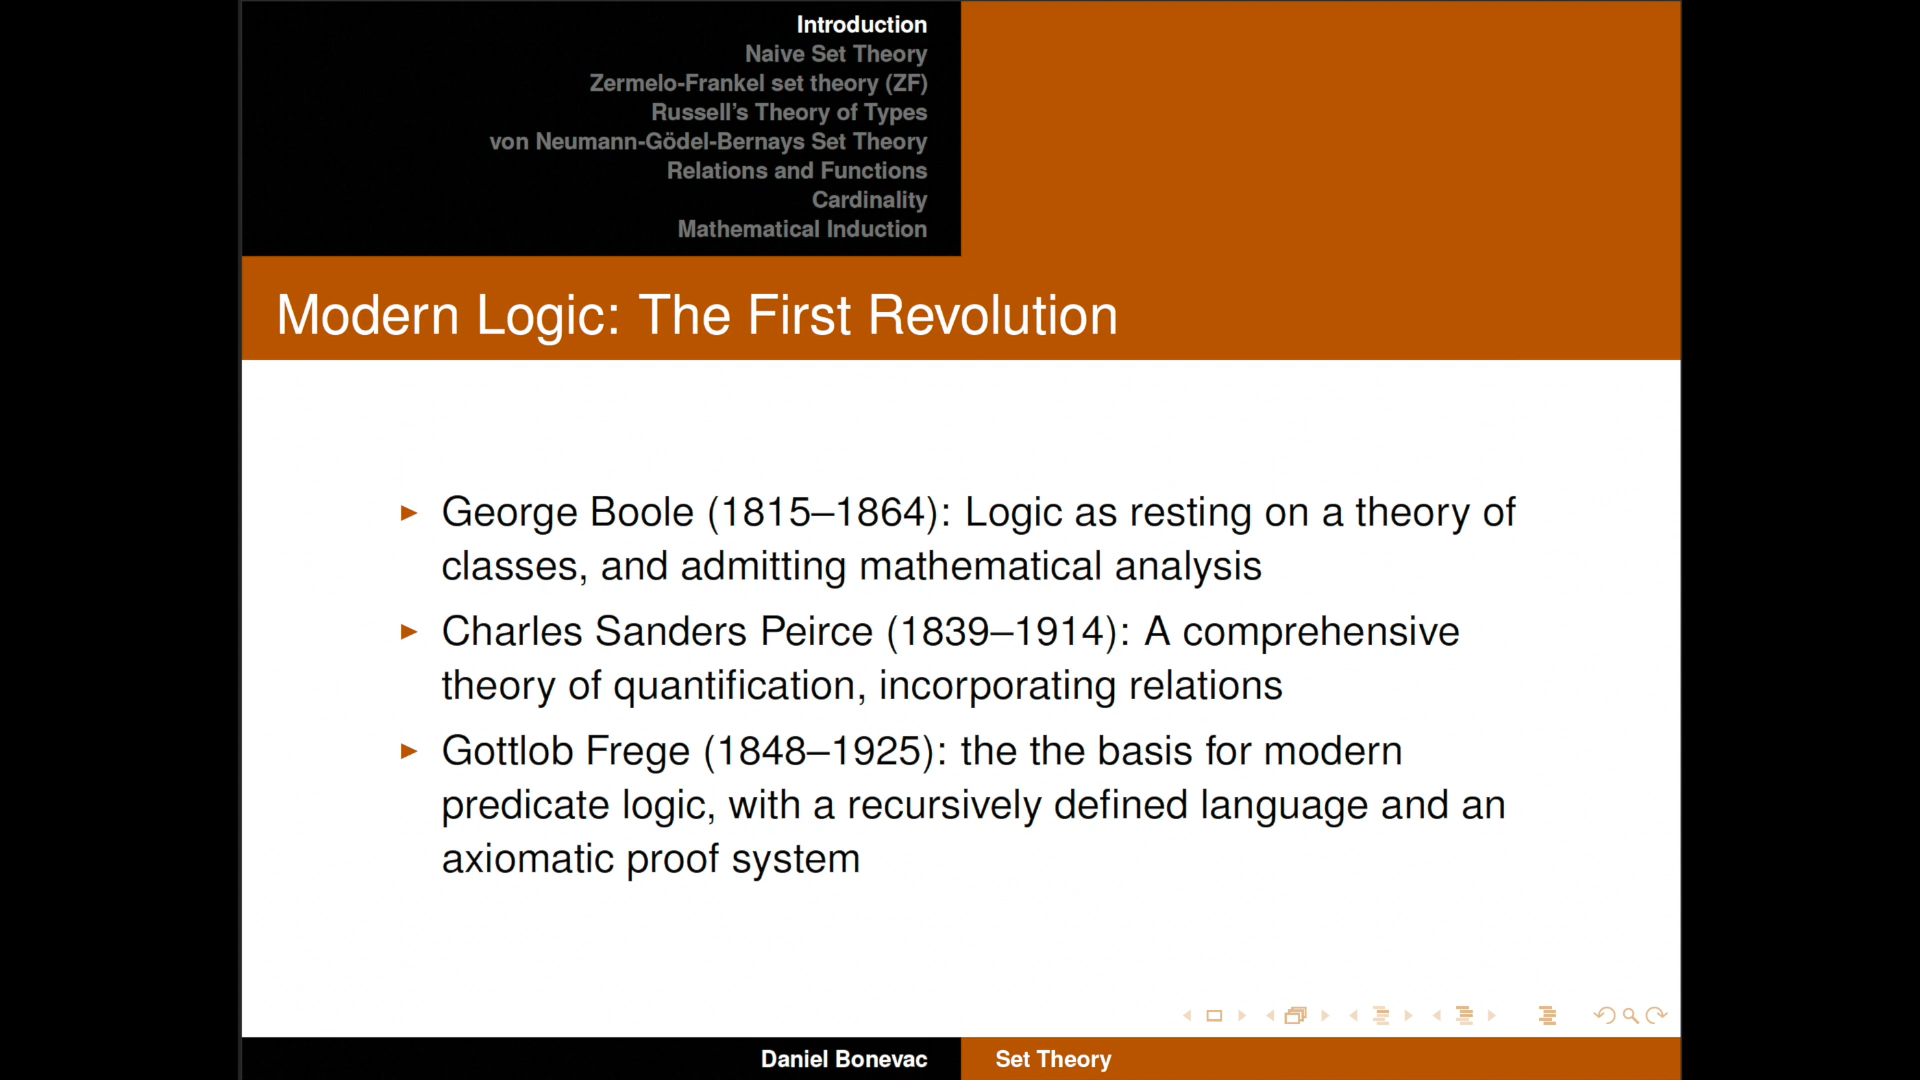 Introduction
Naive Set Theory
Zermelo-Frankel set theory (ZF)
Russell's Theory of Types
von Neumann-Gödel-Bernays Set Theory
Relations and Functions
Cardinality
Mathematical Induction
Modern Logic: The First Revolution
George Boole (1815–1864): Logic as resting on a theory of
classes, and admitting mathematical analysis
Charles Sanders Peirce (1839–1914): A comprehensive
theory of quantification, incorporating relations
Gottlob Frege (1848–1925): the the basis for modern
predicate logic, with a recursively defined language and an
axiomatic proof system
Daniel Bonevac
Set Theory